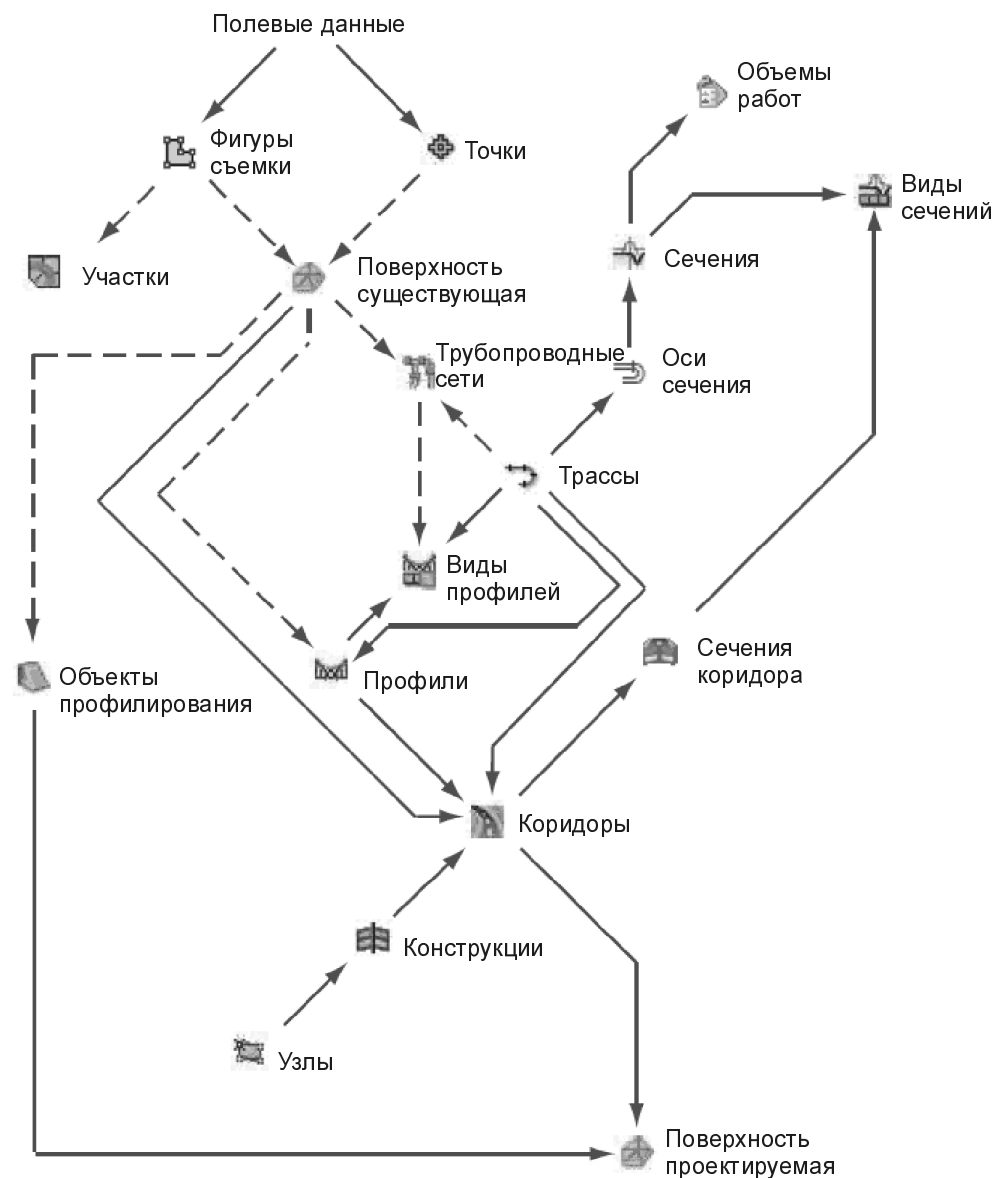 Полевые данные
Объемы
работ
Фигуры
съемки
Точки
Виды
сечений
Участки
Поверхность
существующая
Сечения
Трубопроводные
сети
Оси
сечения
Трассы
Виды
профилей
Сечения
коридора
Объекты
профилирования
Профили
Коридоры
Конструкции
Узлы
Поверхность
проектируемая